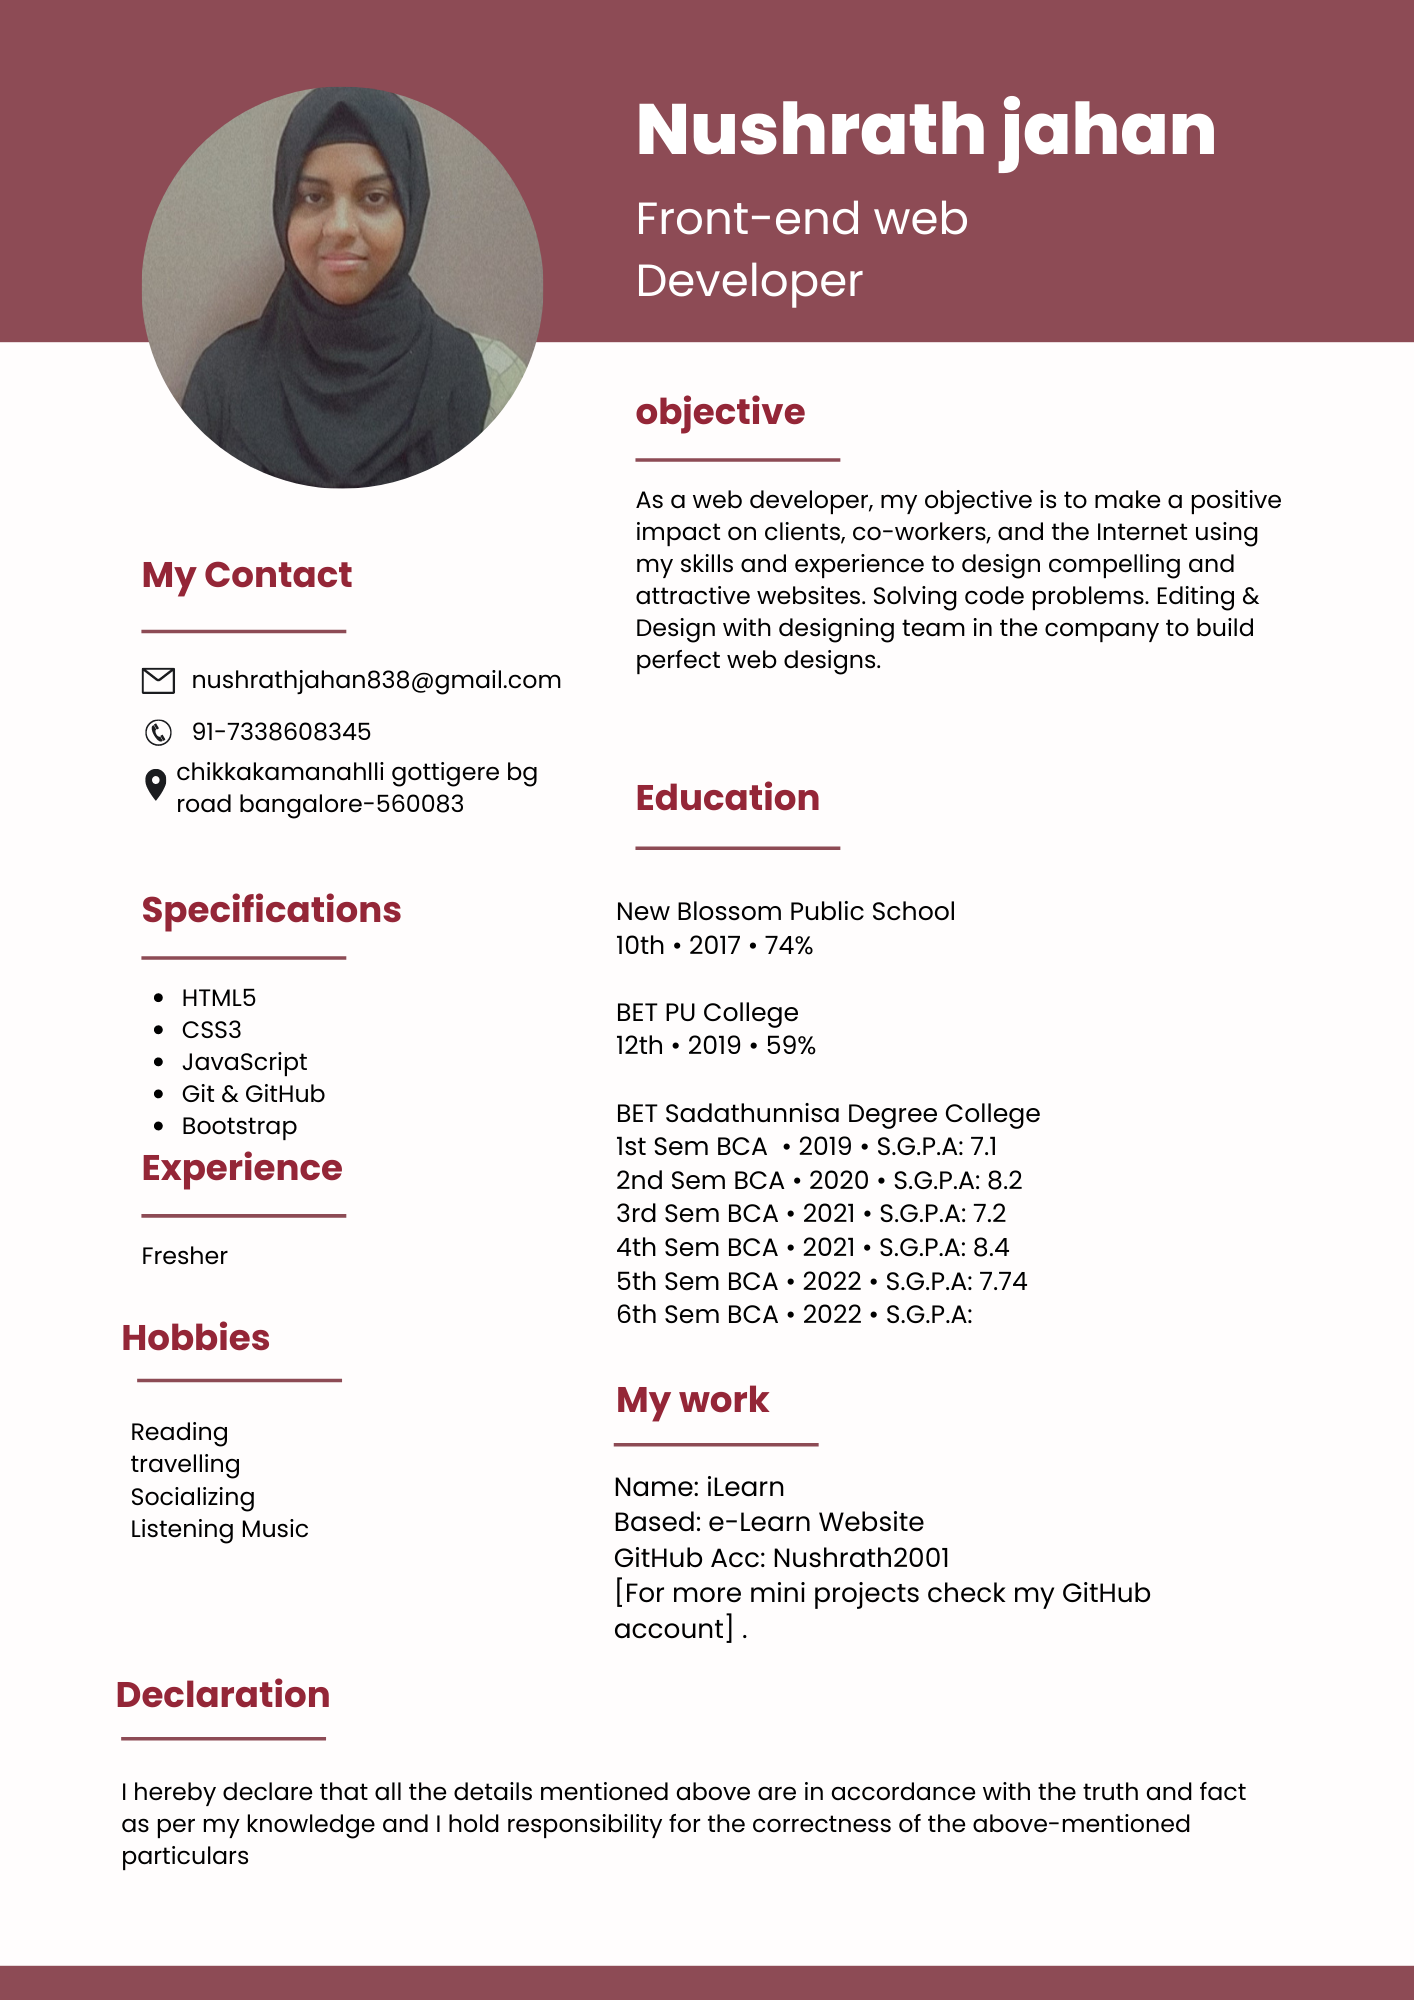 Nushrath jahan
Front-end web
Developer
objective
As a web developer, my objective is to make a positive
impact on clients, co-workers, and the Internet using
my skills and experience to design compelling and
attractive websites. Solving code problems. Editing &
Design with designing team in the company to build
perfect web designs.
My Contact
nushrathjahan838@gmail.com
91-7338608345
chikkakamanahlli gottigere bg
road bangalore-560083
Specifications
• HTML5
• CSS3
• JavaScript
• Git & GitHub
• Bootstrap
Experience
Fresher
Hobbies
Reading
travelling
Socializing
Listening Music
Education
New Blossom Public School
10th • 2017 • 74%
BET PU College
12th • 2019 • 59%
BET Sadathunnisa Degree College
1st Sem BCA • 2019 • S.G.P.A: 7.1
2nd Sem BCA • 2020 • S.G.P.A: 8.2
3rd Sem BCA • 2021 • S.G.P.A: 7.2
4th Sem BCA • 2021 • S.G.P.A: 8.4
5th Sem BCA • 2022 • S.G.P.A: 7.74
6th Sem BCA • 2022 • S.G.P.A:
My work
Name: iLearn
Based: e-Learn Website
GitHub Acc: Nushrath2001
[For more mini projects check my GitHub
account] .
Declaration
I hereby declare that all the details mentioned above are in accordance with the truth and fact
as per my knowledge and I hold responsibility for the correctness of the above-mentioned
particulars